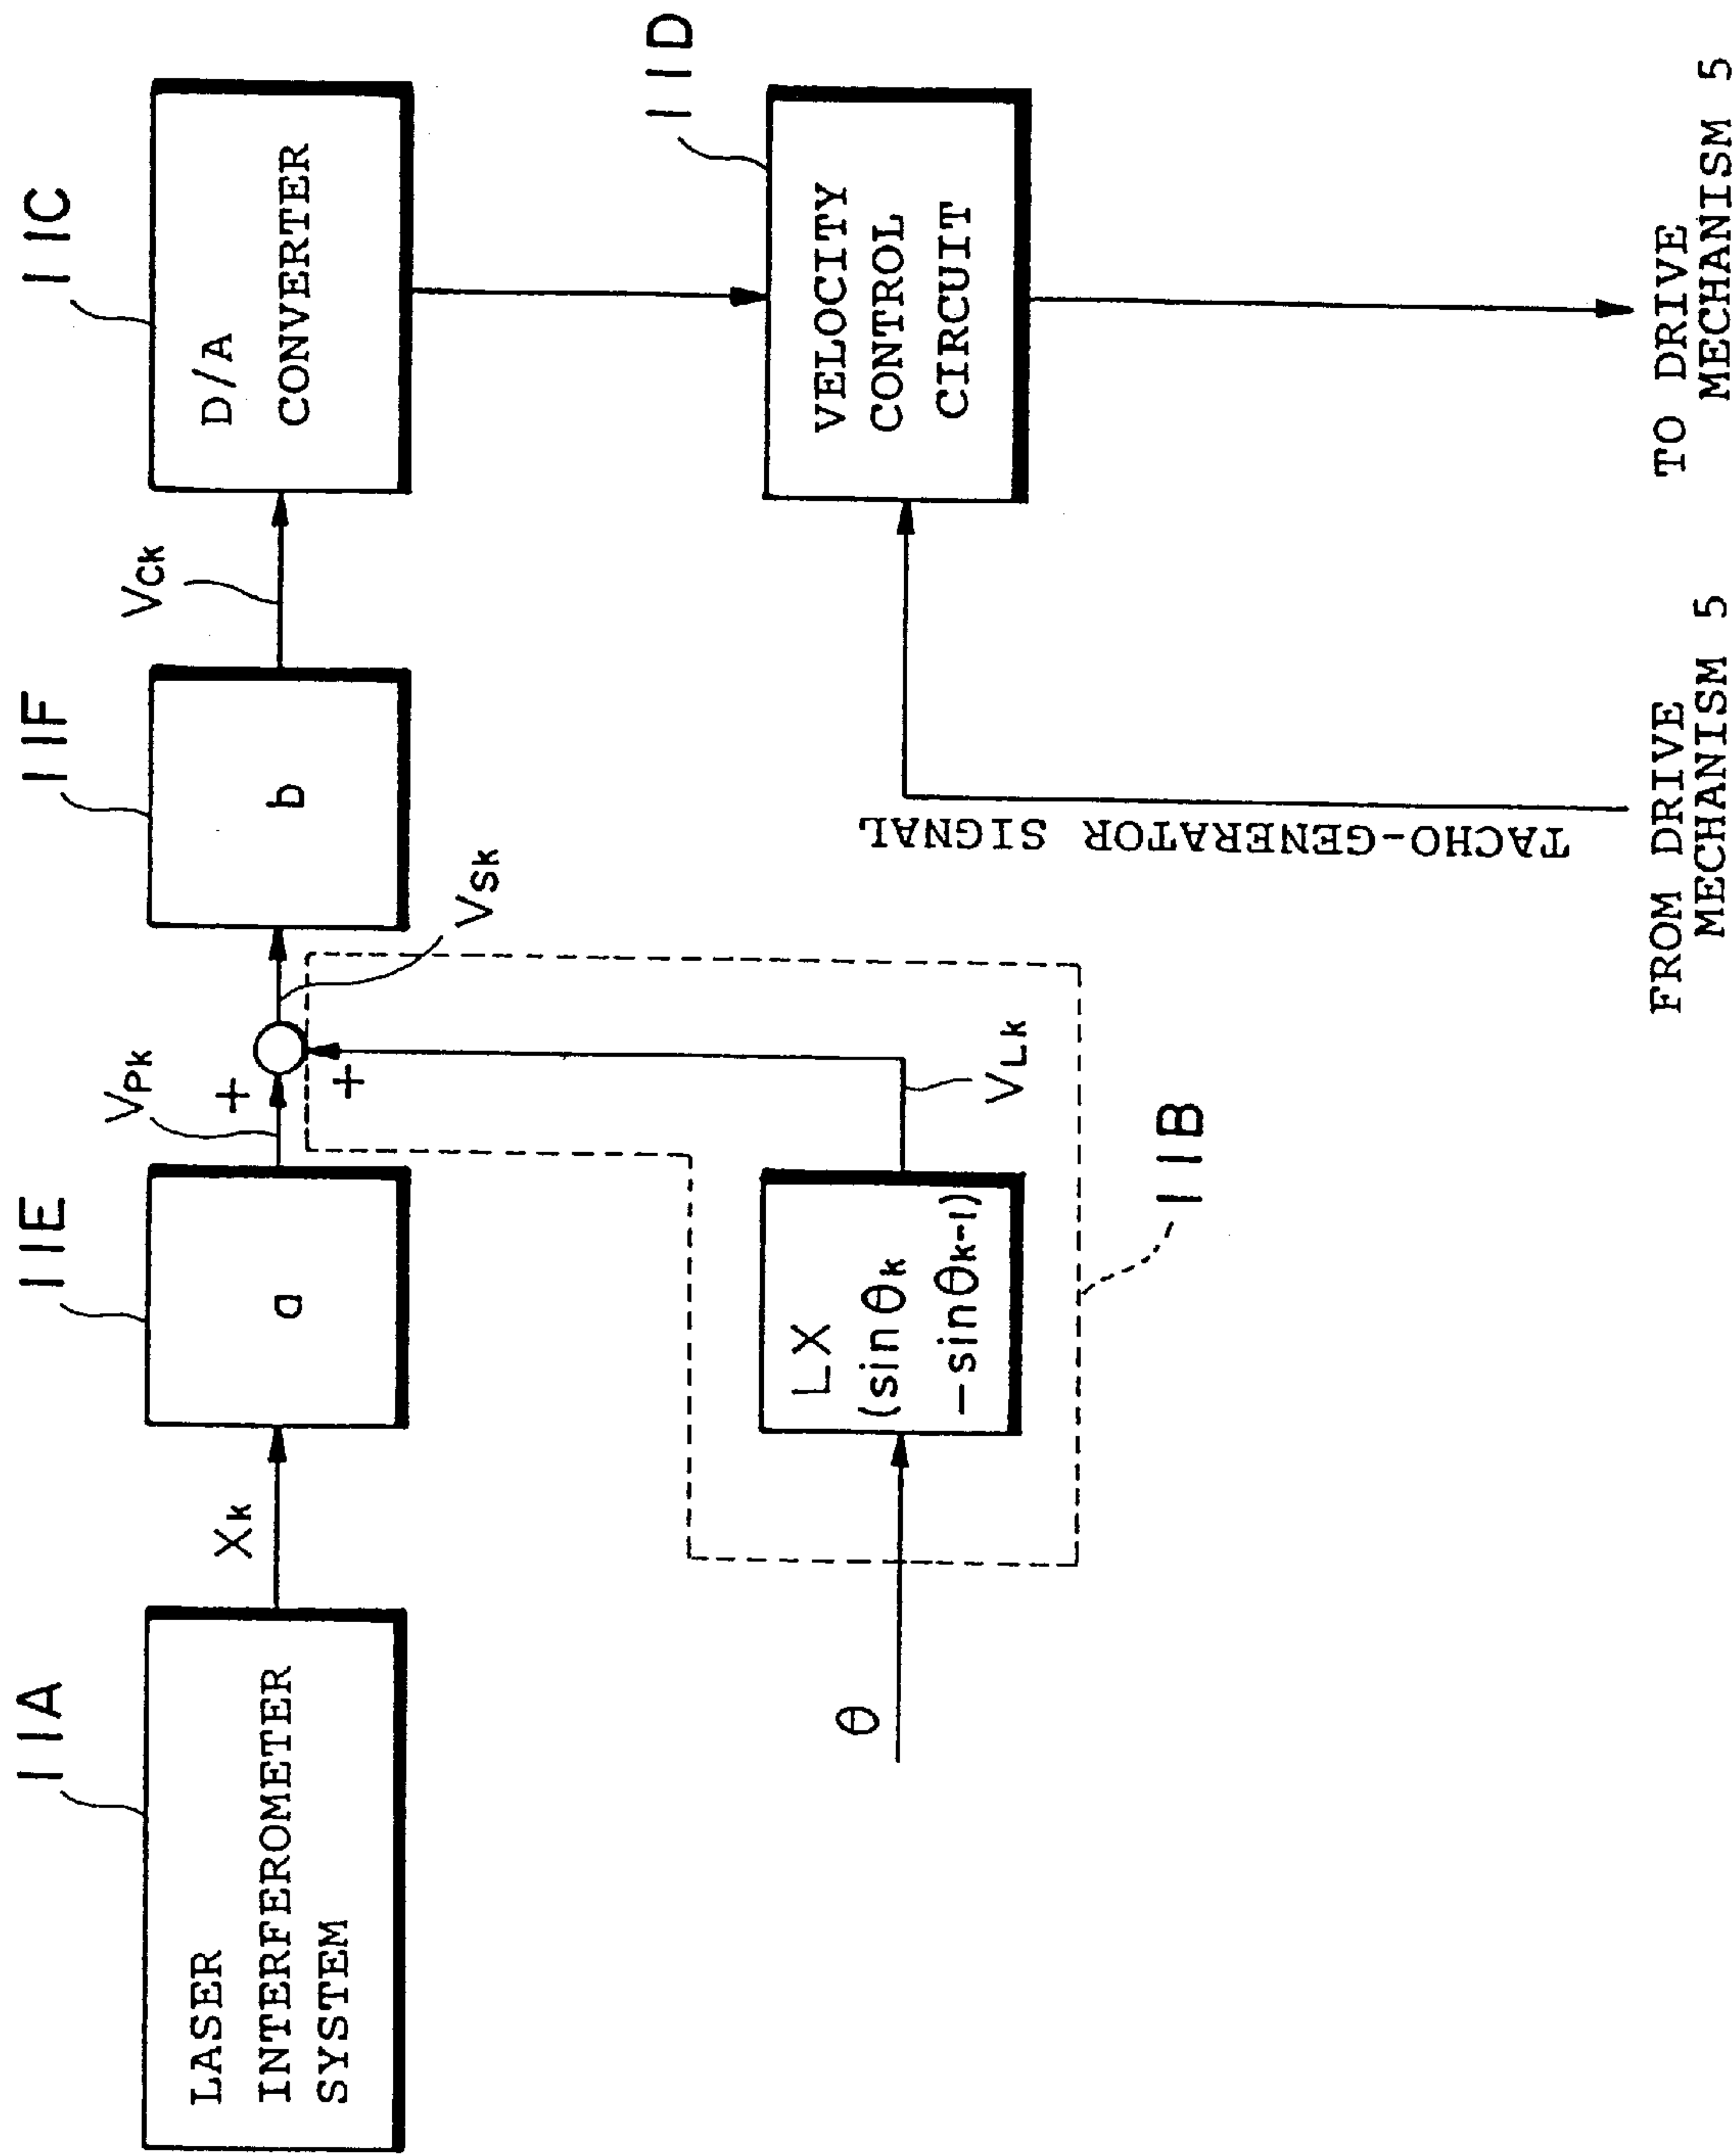 11A
LASER
INTERFEROMETER
SYSTEM
Xk
11E
a
VPk
+
+
VSk
11F
b
VCk
11C
D/A
CONVERTER
θ
LX
(sinθk
−sinθk-1)
VLk
11B
11D
VELOCITY
CONTROL
CIRCUIT
TACHO-GENERATOR SIGNAL
FROM DRIVE
MECHANISM 5
TO DRIVE
MECHANISM 5